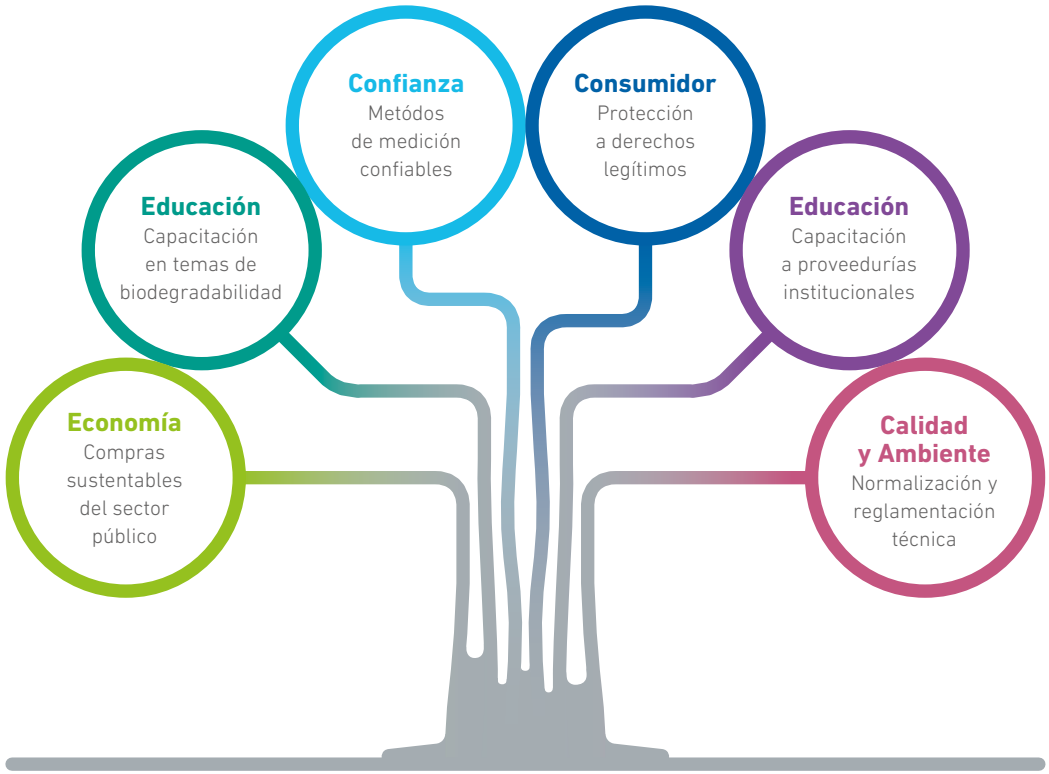 Confianza
Metódos
de medición
confiables
Consumidor
Protección
a derechos
legítimos
Educación
Capacitación
en temas de
biodegradabilidad
Educación
Capacitación
a proveedurías
institucionales
Economía
Compras
sustentables
del sector
público
Calidad
y Ambiente
Normalización y
reglamentación
técnica